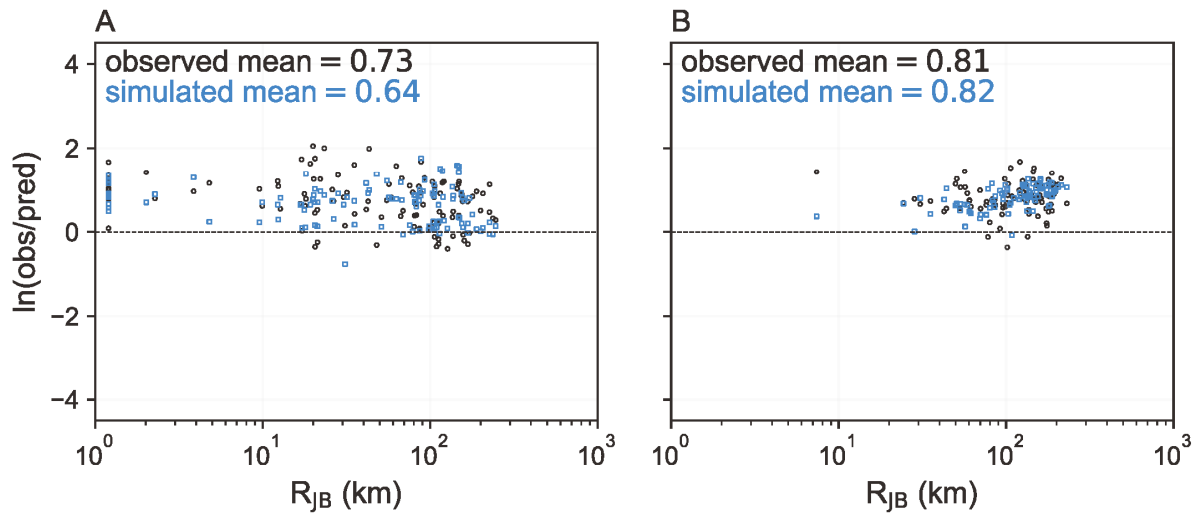 A
B
observed mean = 0.73
simulated mean = 0.64
observed mean = 0.81
simulated mean = 0.82
ln(obs/pred)
4
2
0
−2
−4
10⁰ 10¹ 10² 10³
10⁰ 10¹ 10² 10³
R_JB (km)
R_JB (km)